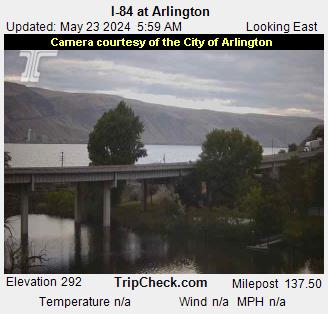 I-84 at Arlington
Updated: May 23 2024 5:59 AM Looking East
Camera courtesy of the City of Arlington
Elevation 292 TripCheck.com Milepost 137.50
Temperature n/a Wind n/a MPH n/a